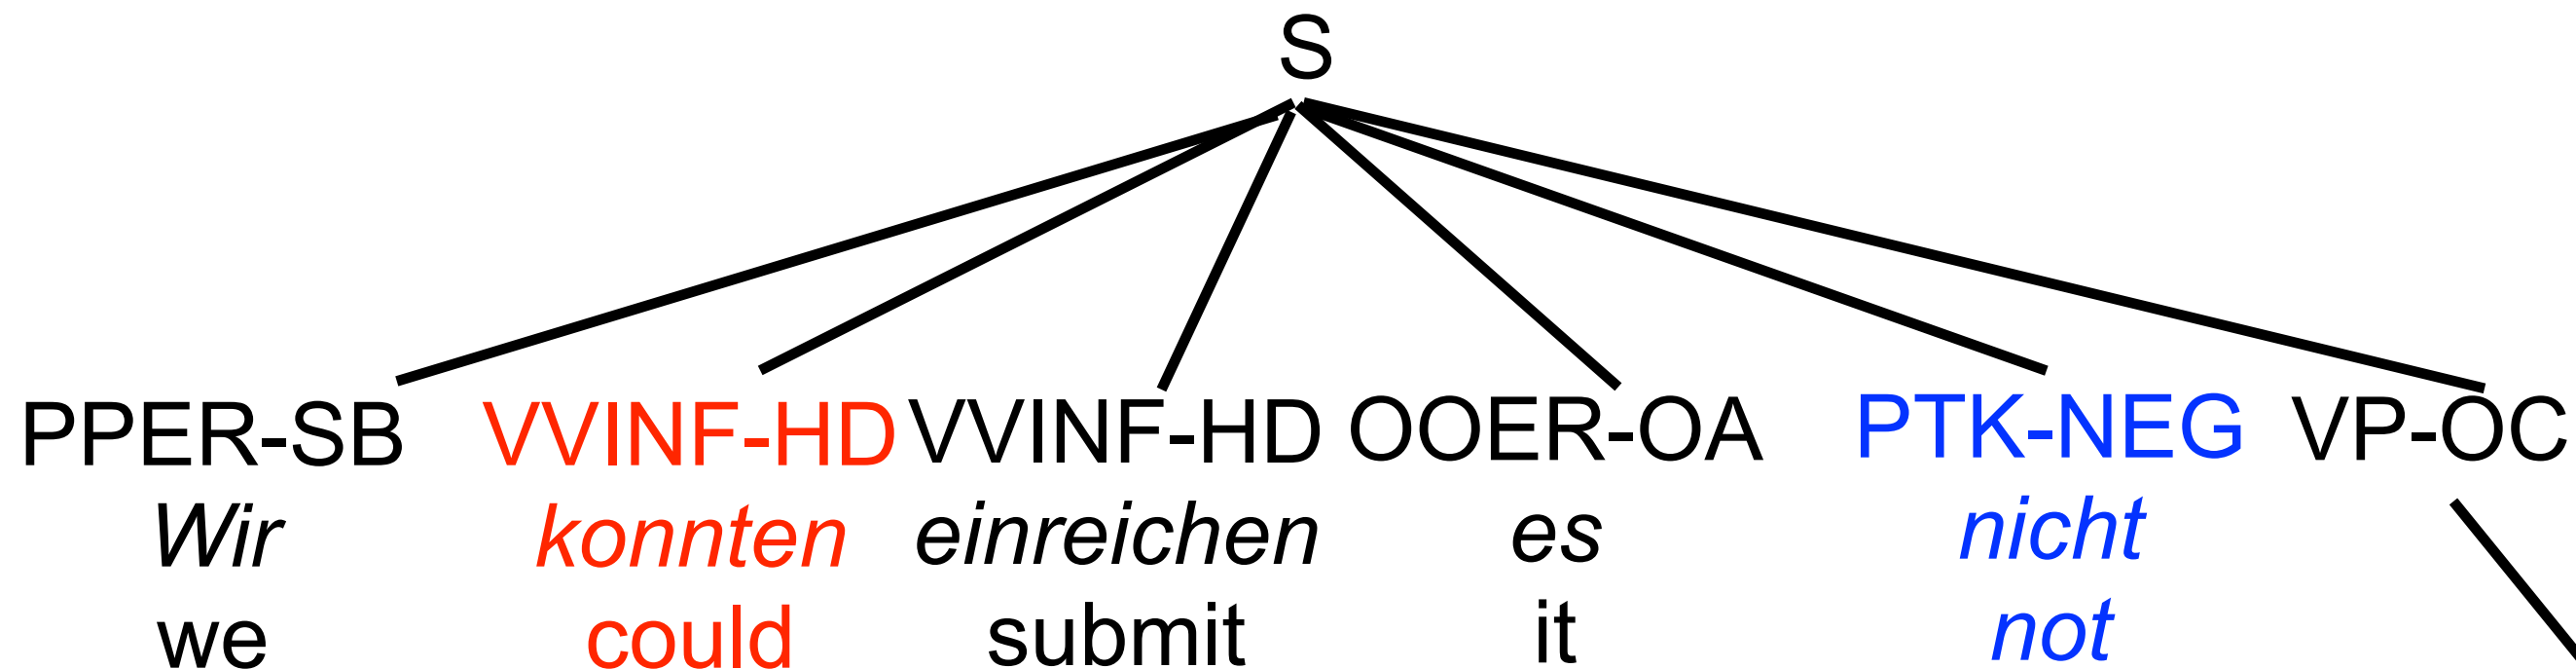 S
PPER-SB VVINF-HD VVINF-HD OOER-OA PTK-NEG VP-OC
Wir konnten einreichen es nicht
we could submit it not